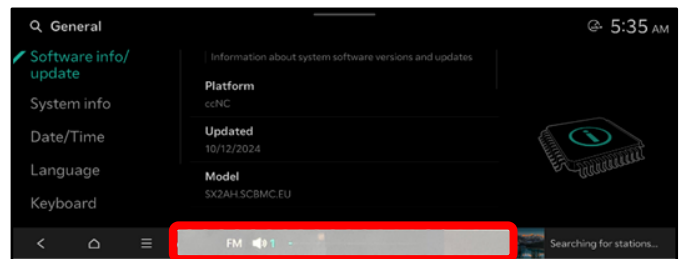 General
5:35 AM
Software info/
update
System info
Date/Time
Language
Keyboard
Information about system software versions and updates
Platform
ccNC
Updated
10/12/2024
Model
SX2AH.SCBMC.EU
FM 1
Searching for stations...